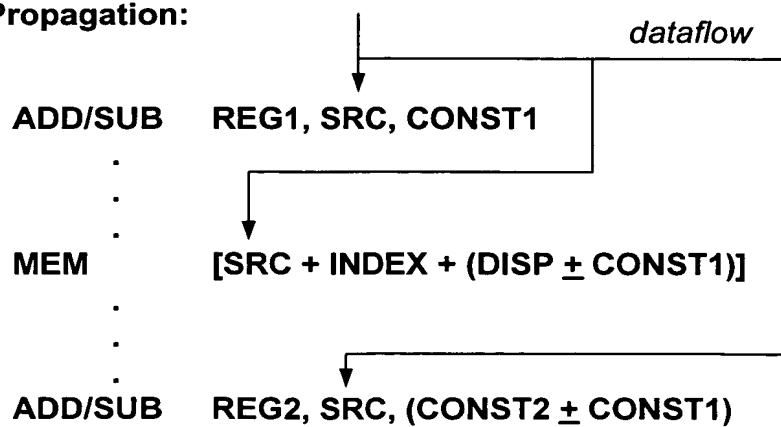 Propagation:
dataflow
ADD/SUB REG1, SRC, CONST1
.
.
.
MEM [SRC + INDEX + (DISP ± CONST1)]
.
.
.
ADD/SUB REG2, SRC, (CONST2 ± CONST1)